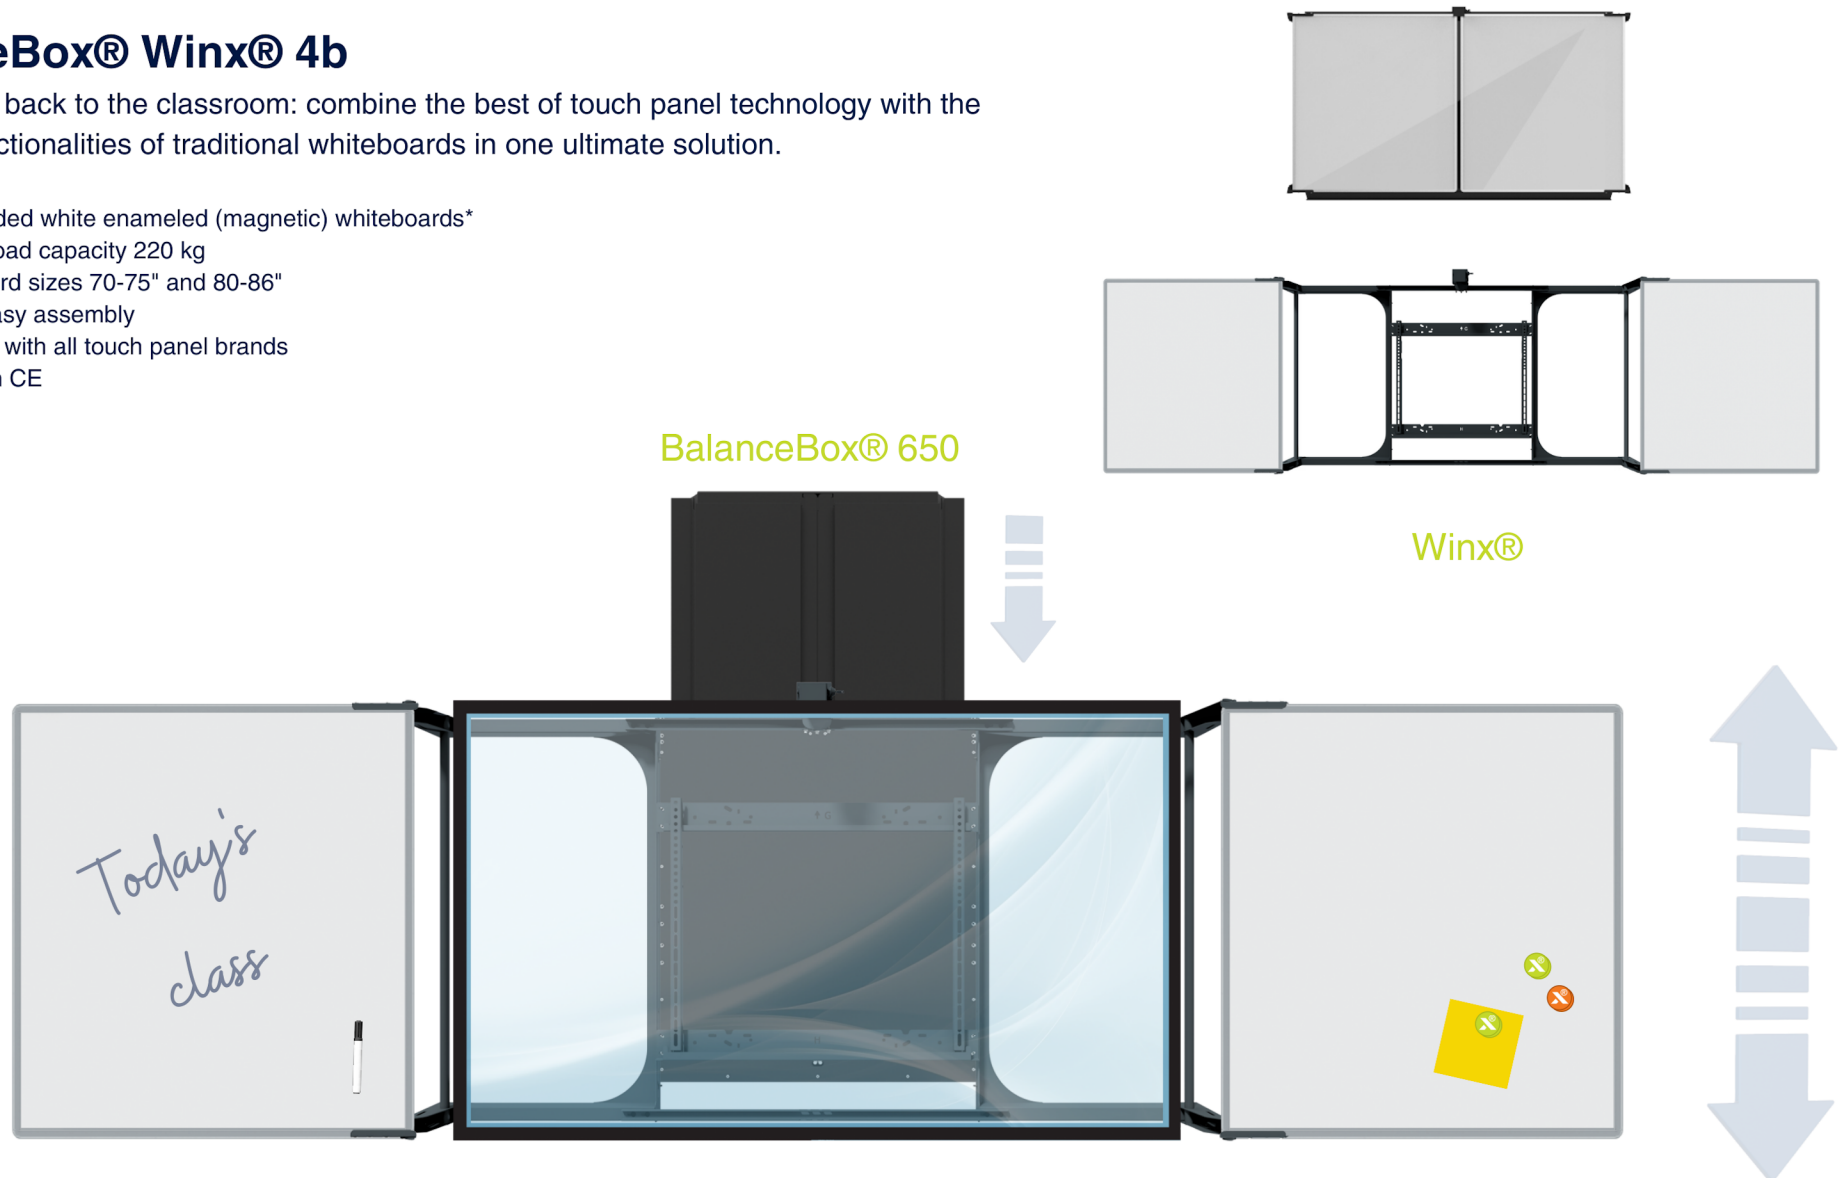 eBox® Winx® 4b
back to the classroom: combine the best of touch panel technology with the
ctionalities of traditional whiteboards in one ultimate solution.
ded white enameled (magnetic) whiteboards*
oad capacity 220 kg
rd sizes 70-75" and 80-86"
asy assembly
with all touch panel brands
CE
BalanceBox® 650
Winx®
Today's
class